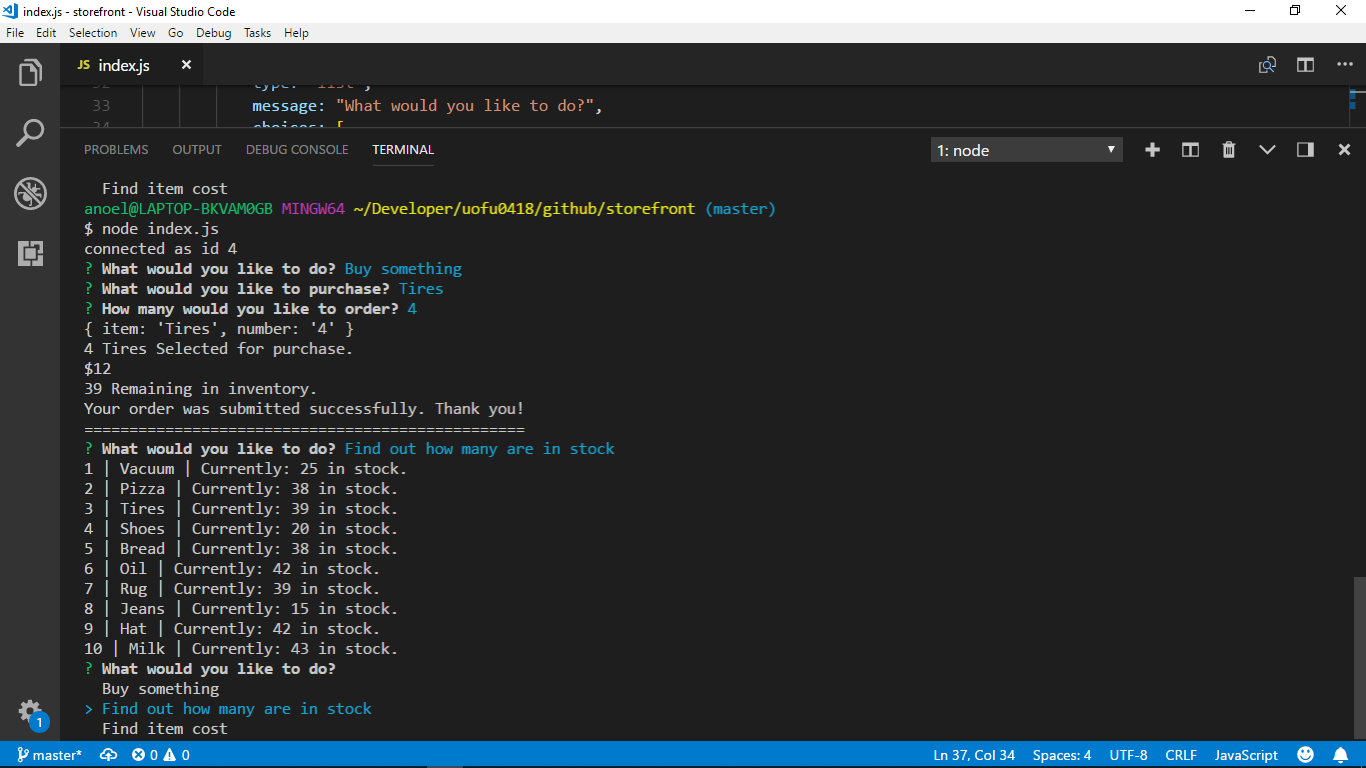 index.js - storefront - Visual Studio Code
File Edit Selection View Go Debug Tasks Help
JS index.js
33 message: "What would you like to do?",
PROBLEMS OUTPUT DEBUG CONSOLE TERMINAL 1: node
Find item cost
anoel@LAPTOP-BKVAM0GB MINGW64 ~/Developer/uofu0418/github/storefront (master)
$ node index.js
connected as id 4
? What would you like to do? Buy something
? What would you like to purchase? Tires
? How many would you like to order? 4
{ item: 'Tires', number: '4' }
4 Tires Selected for purchase.
$12
39 Remaining in inventory.
Your order was submitted successfully. Thank you!
=================================================
? What would you like to do? Find out how many are in stock
1 | Vacuum | Currently: 25 in stock.
2 | Pizza | Currently: 38 in stock.
3 | Tires | Currently: 39 in stock.
4 | Shoes | Currently: 20 in stock.
5 | Bread | Currently: 38 in stock.
6 | Oil | Currently: 42 in stock.
7 | Rug | Currently: 39 in stock.
8 | Jeans | Currently: 15 in stock.
9 | Hat | Currently: 42 in stock.
10 | Milk | Currently: 43 in stock.
? What would you like to do?
Buy something
> Find out how many are in stock
Find item cost
1
master* 0 0 Ln 37, Col 34 Spaces: 4 UTF-8 CRLF JavaScript